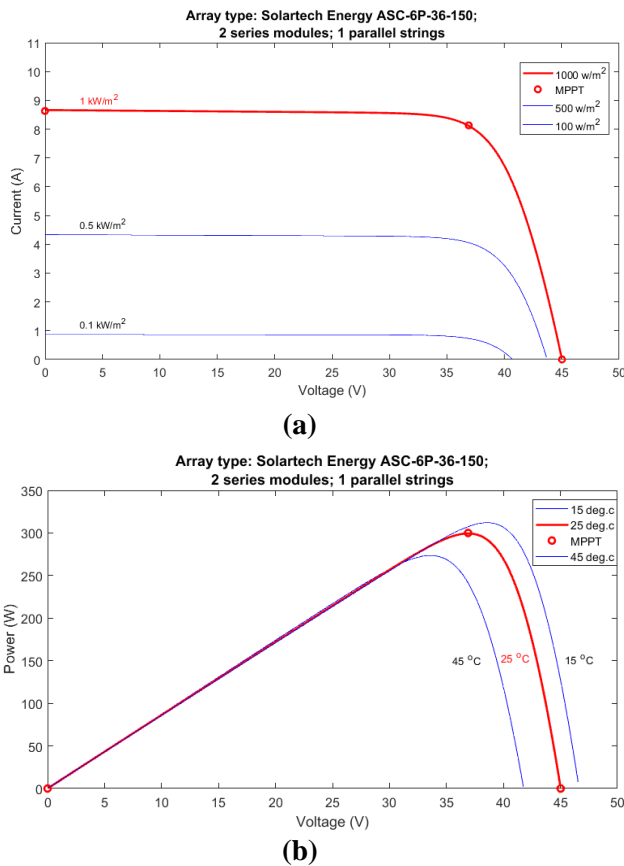 Array type: Solartech Energy ASC-6P-36-150;
2 series modules; 1 parallel strings
11
10
9
8
7
6
5
4
3
2
1
0
Current (A)
1 kW/m²
0.5 kW/m²
0.1 kW/m²
1000 w/m²
MPPT
500 w/m²
100 w/m²
0 5 10 15 20 25 30 35 40 45 50
Voltage (V)
(a)
Array type: Solartech Energy ASC-6P-36-150;
2 series modules; 1 parallel strings
350
300
250
200
150
100
50
0
Power (W)
15 deg.c
25 deg.c
MPPT
45 deg.c
45 °C 25 °C 15 °C
0 5 10 15 20 25 30 35 40 45 50
Voltage (V)
(b)